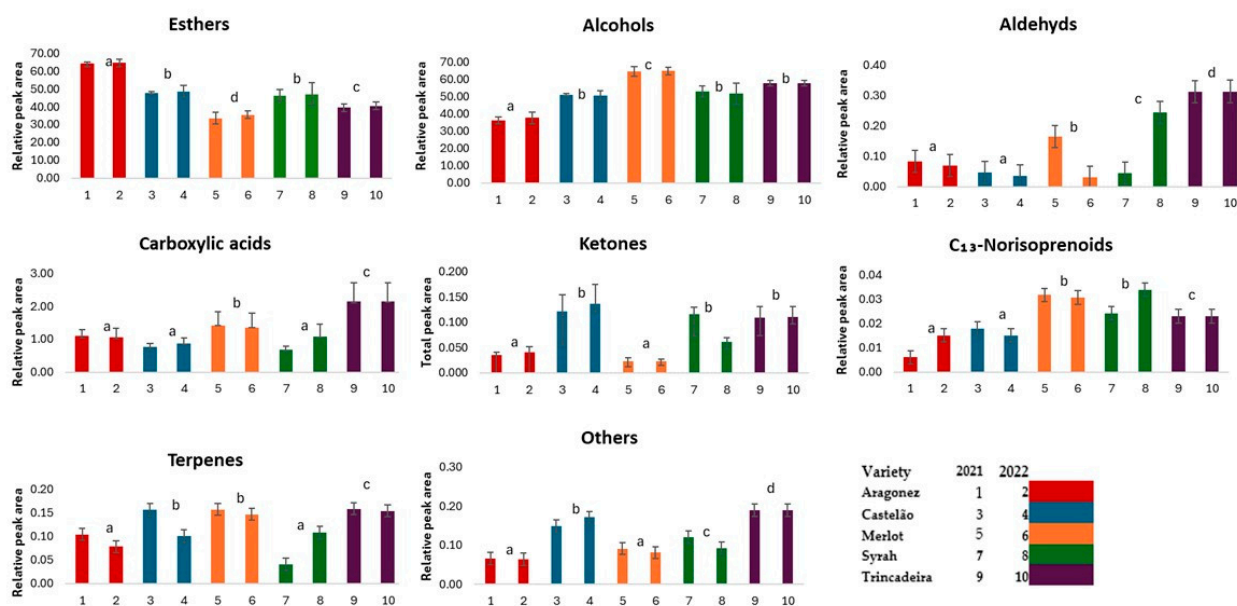 Esthers
Relative peak area
70.00
60.00
50.00
40.00
30.00
20.00
10.00
0.00
a b d b c
1 2 3 4 5 6 7 8 9 10
Alcohols
Relative peak area
70.00
60.00
50.00
40.00
30.00
20.00
10.00
0.00
a b c b b
1 2 3 4 5 6 7 8 9 10
Aldehyds
Relative peak area
0.40
0.30
0.20
0.10
0.00
a a b c d
1 2 3 4 5 6 7 8 9 10
Carboxylic acids
Relative peak area
3.00
2.00
1.00
0.00
a a b a c
1 2 3 4 5 6 7 8 9 10
Ketones
Total peak area
0.200
0.150
0.100
0.050
0.000
a b a b b
1 2 3 4 5 6 7 8 9 10
C₁₃-Norisoprenoids
Relative peak area
0.04
0.03
0.02
0.01
0.00
a a b b c
1 2 3 4 5 6 7 8 9 10
Terpenes
Relative peak area
0.20
0.15
0.10
0.05
0.00
a b b a c
1 2 3 4 5 6 7 8 9 10
Others
Relative peak area
0.30
0.20
0.10
0.00
a b a c d
1 2 3 4 5 6 7 8 9 10
Variety 2021 2022
Aragonez 1 2
Castelão 3 4
Merlot 5 6
Syrah 7 8
Trincadeira 9 10